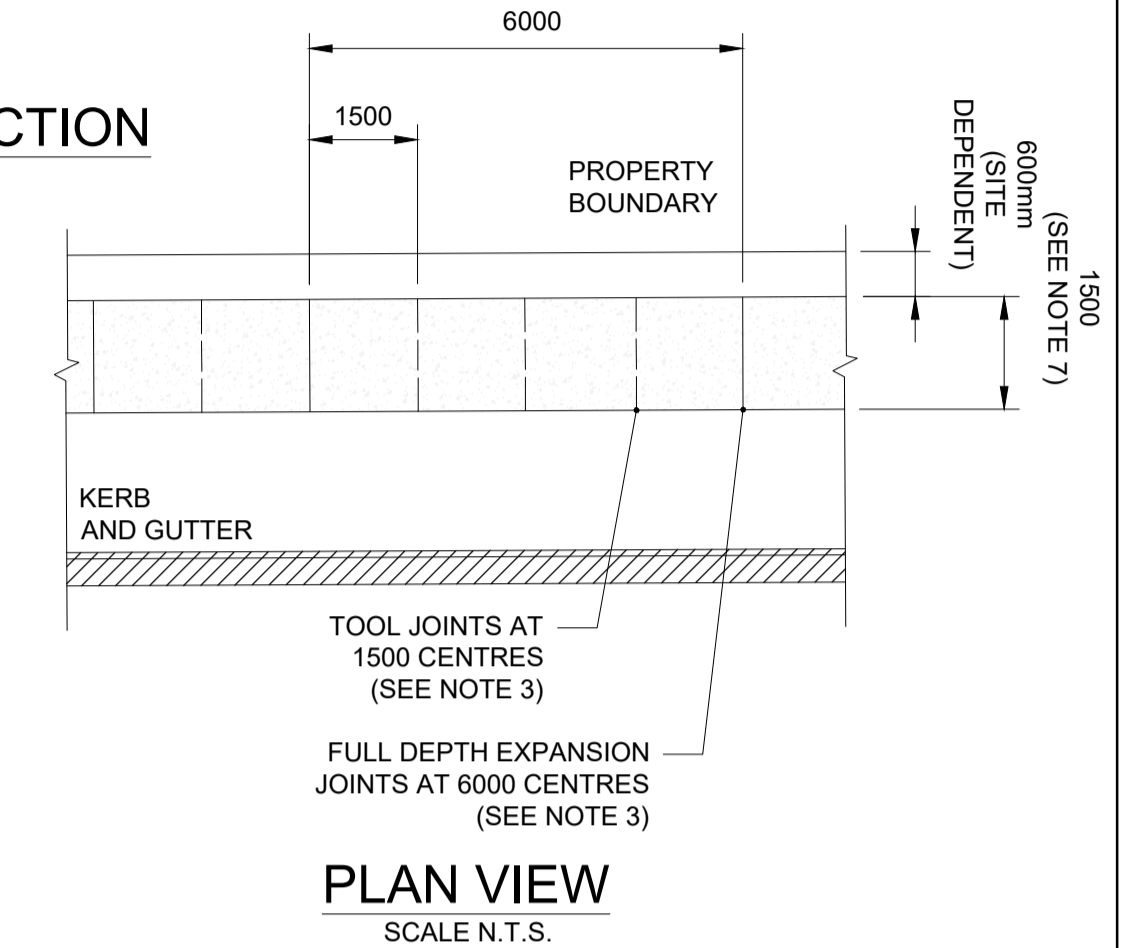 6000
CTION
1500
PROPERTY
BOUNDARY
600mm
(SITE
DEPENDENT)
1500
(SEE NOTE 7)
KERB
AND GUTTER
TOOL JOINTS AT
1500 CENTRES
(SEE NOTE 3)
FULL DEPTH EXPANSION
JOINTS AT 6000 CENTRES
(SEE NOTE 3)
PLAN VIEW
SCALE N.T.S.